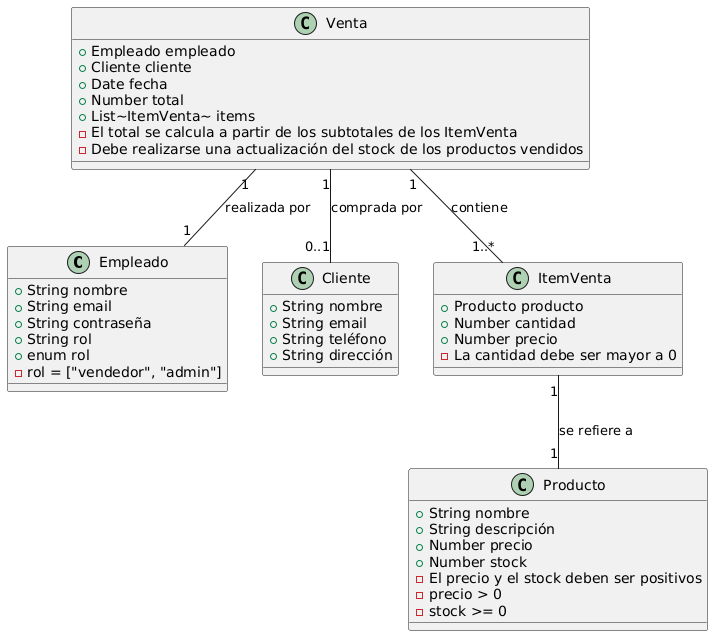 C Venta
Empleado empleado
Cliente cliente
Date fecha
Number total
List~ItemVenta~ items
El total se calcula a partir de los subtotales de los ItemVenta
Debe realizarse una actualización del stock de los productos vendidos
1
1
1
realizada por
comprada por
contiene
1
0..1
1..*
C Empleado
String nombre
String email
String contraseña
String rol
enum rol
rol = ["vendedor", "admin"]
C Cliente
String nombre
String email
String teléfono
String dirección
C ItemVenta
Producto producto
Number cantidad
Number precio
La cantidad debe ser mayor a 0
1
se refiere a
1
C Producto
String nombre
String descripción
Number precio
Number stock
El precio y el stock deben ser positivos
precio > 0
stock >= 0